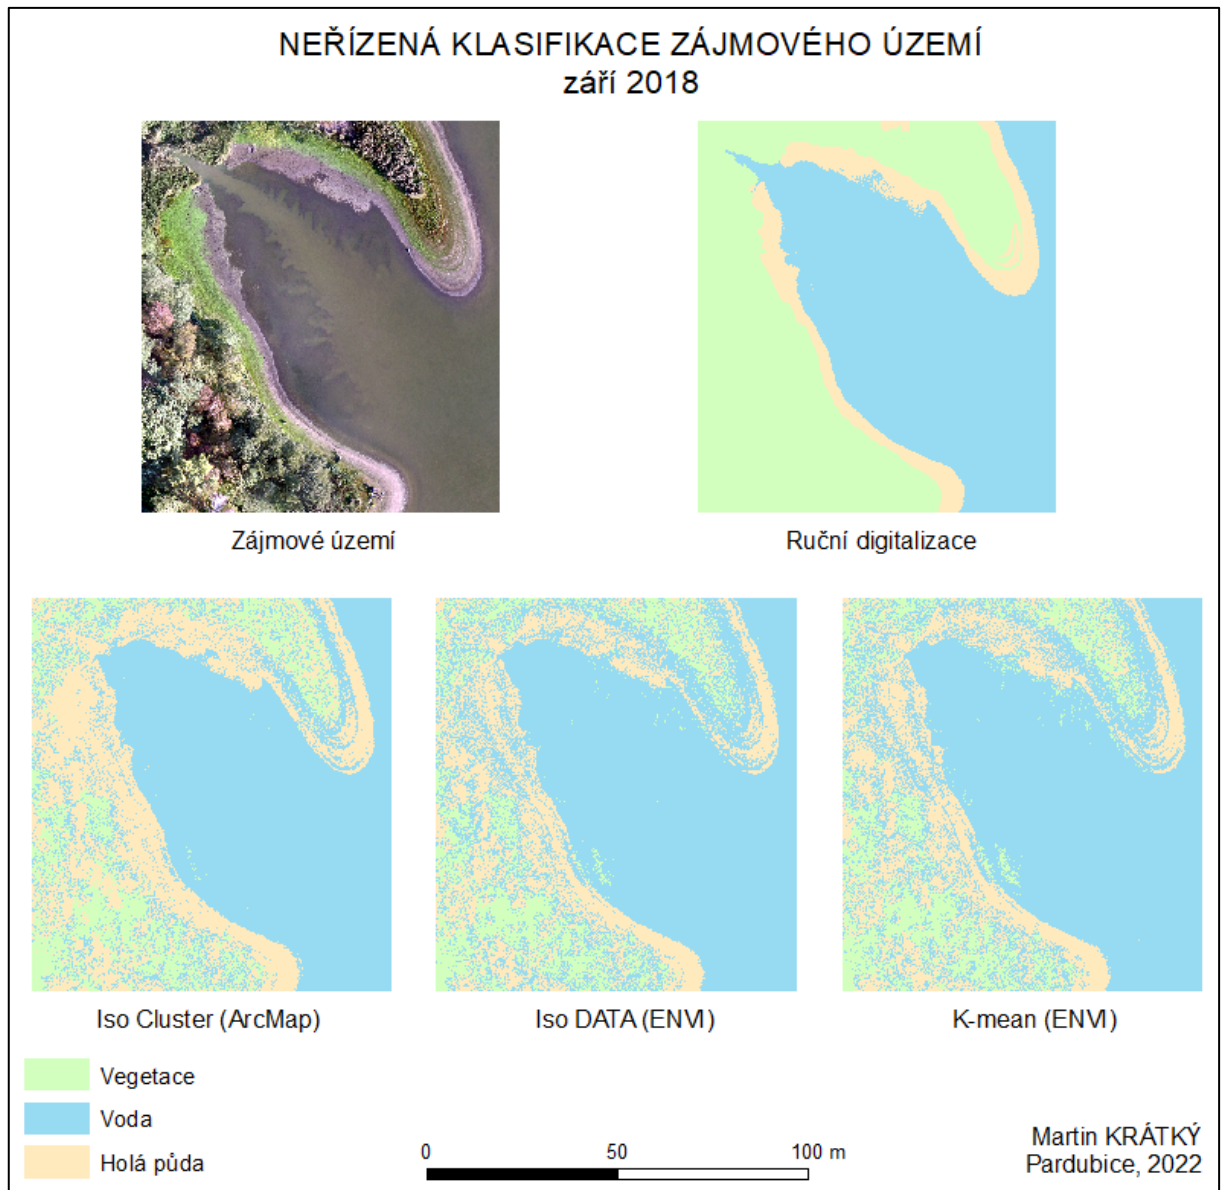 NEŘÍZENÁ KLASIFIKACE ZÁJMOVÉHO ÚZEMÍ
září 2018
Zájmové území
Ruční digitalizace
Iso Cluster (ArcMap)
Iso DATA (ENVI)
K-mean (ENVI)
Vegetace
Voda
Holá půda
0 50 100 m
Martin KRÁTKÝ
Pardubice, 2022